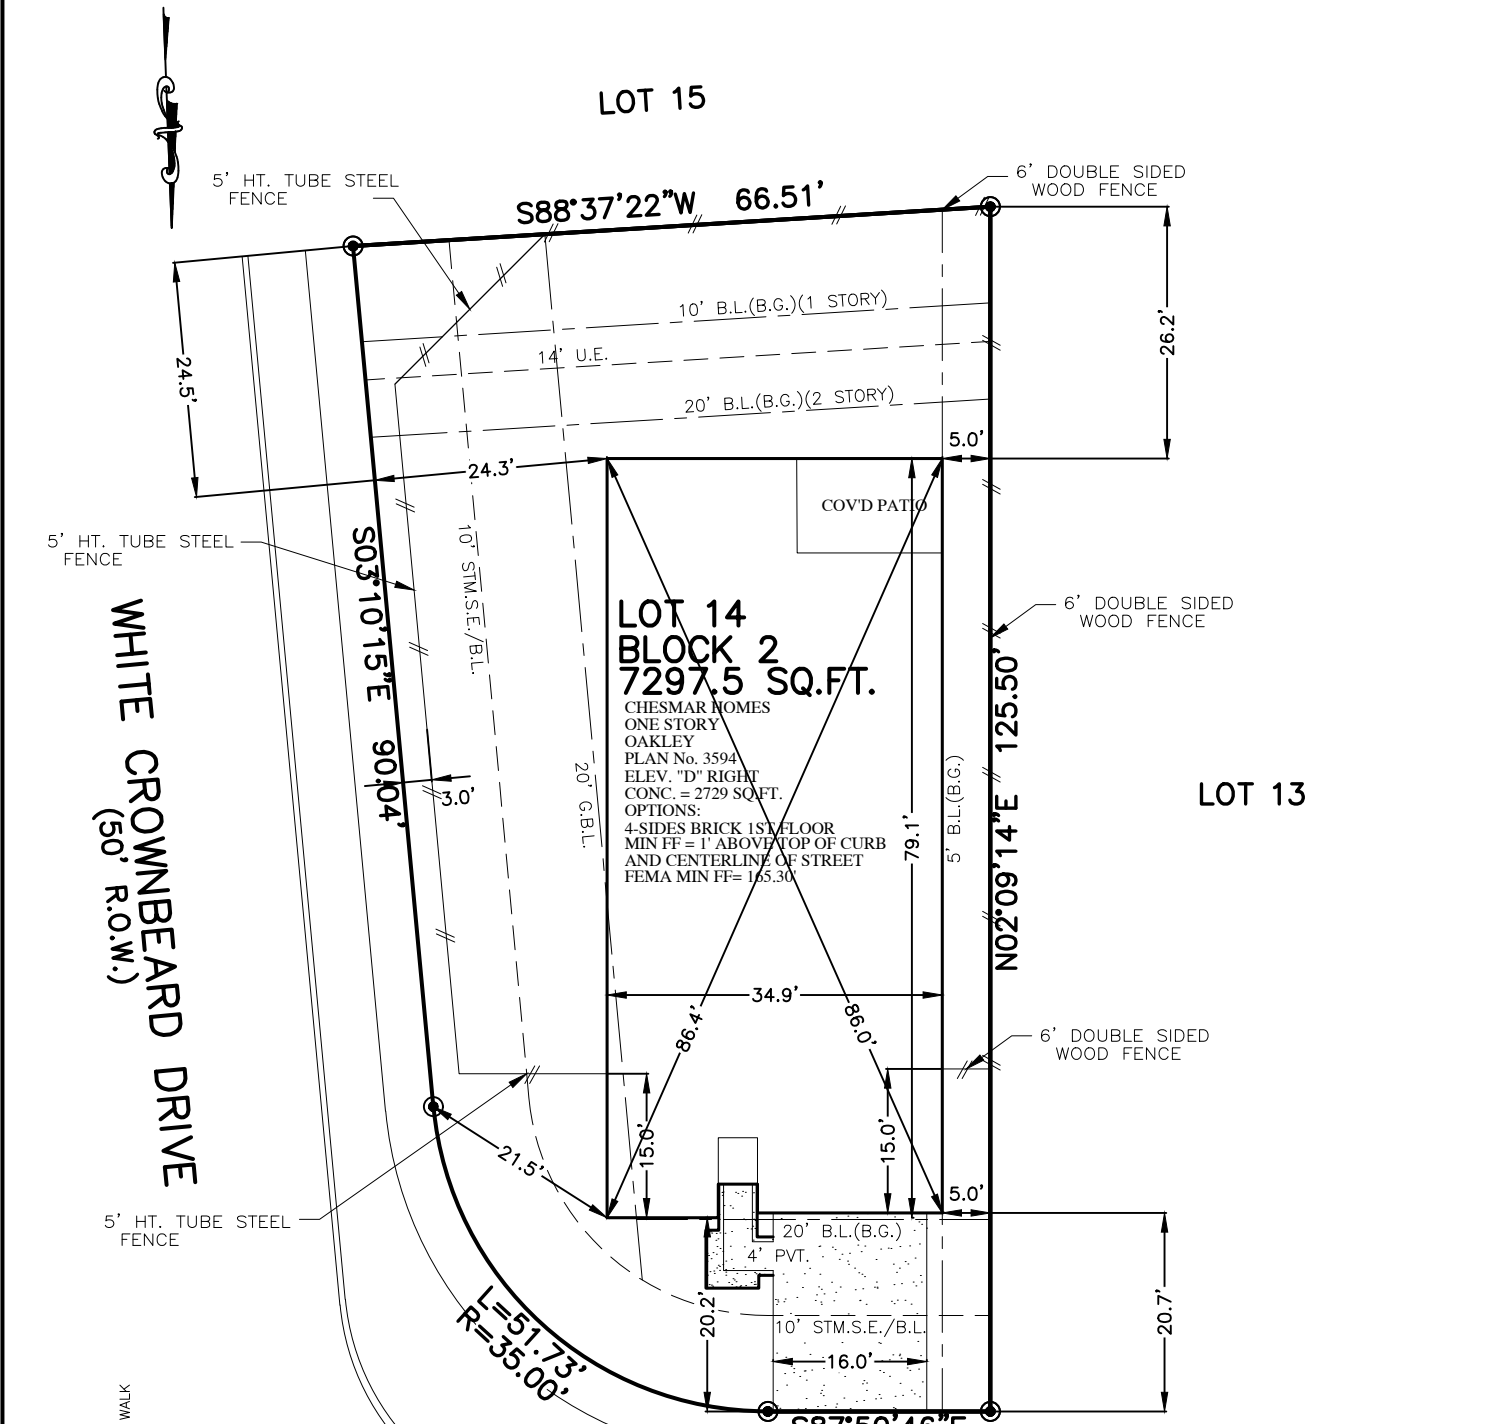 LOT 15
5' HT. TUBE STEEL
FENCE
6' DOUBLE SIDED
WOOD FENCE
S88°37'22"W 66.51'
10' B.L.(B.G.)(1 STORY)
14' U.E.
20' B.L.(B.G.)(2 STORY)
26.2'
24.5'
5.0'
24.3'
COV'D PATIO
5' HT. TUBE STEEL
FENCE
S03°10'15"E 90.04'
10' STM.S.E./B.L.
20' G.B.L.
3.0'
WHITE CROWNBEARD DRIVE
(50' R.O.W.)
LOT 14
BLOCK 2
7297.5 SQ.FT.
CHESMAR HOMES
ONE STORY
OAKLEY
PLAN No. 3594
ELEV. "D" RIGHT
CONC. = 2729 SQ.FT.
OPTIONS:
4-SIDES BRICK 1ST FLOOR
MIN FF = 1' ABOVE TOP OF CURB
AND CENTERLINE OF STREET
FEMA MIN FF= 165.30'
79.1'
5' B.L.(B.G.)
N02°09'14"E 125.50'
6' DOUBLE SIDED
WOOD FENCE
LOT 13
34.9'
86.4'
86.0'
6' DOUBLE SIDED
WOOD FENCE
15.0'
15.0'
21.5'
5.0'
5' HT. TUBE STEEL
FENCE
20' B.L.(B.G.)
4' PVT.
20.2'
20.7'
L=51.73'
R=35.00'
10' STM.S.E./B.L.
16.0'
WALK